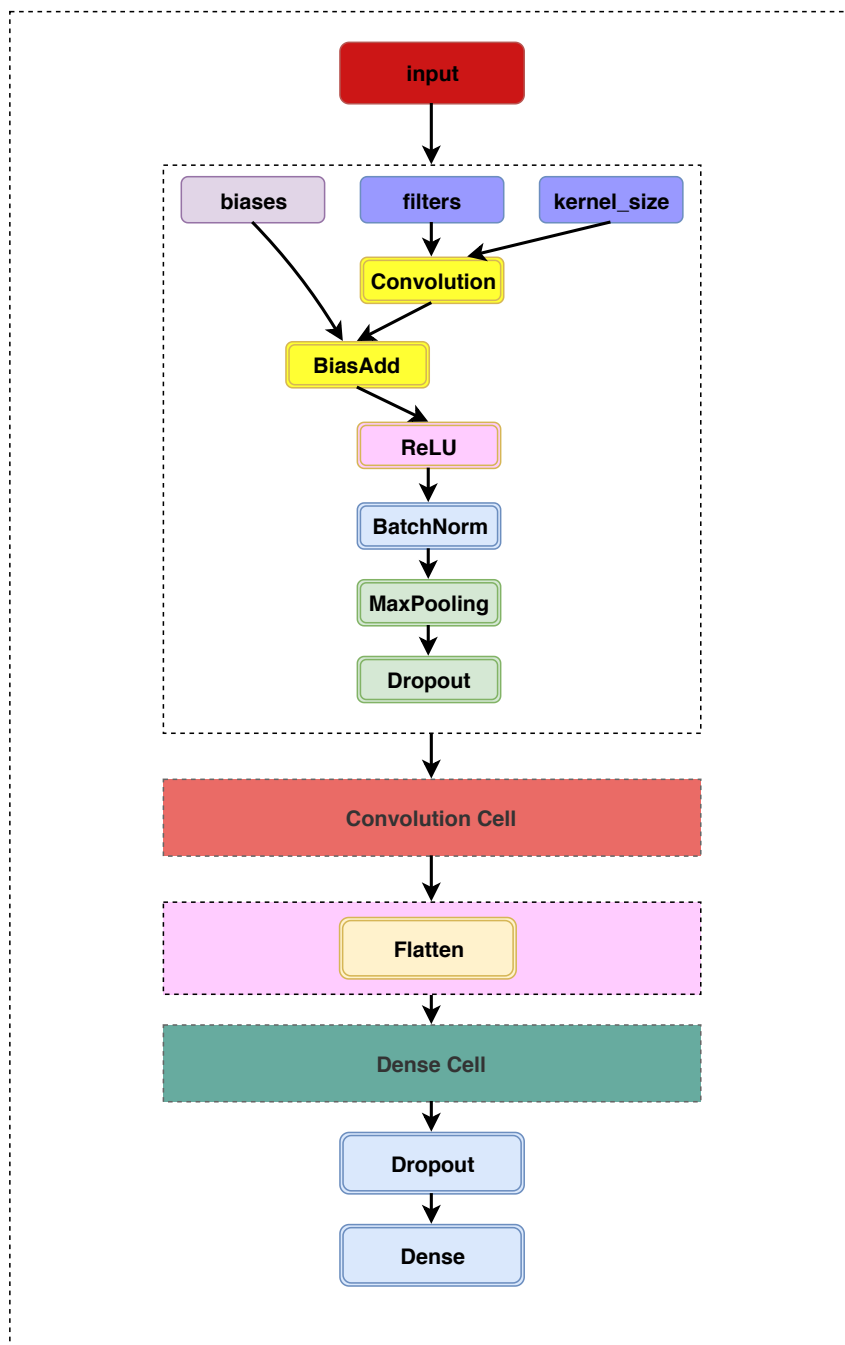 input
biases
filters
kernel_size
Convolution
BiasAdd
ReLU
BatchNorm
MaxPooling
Dropout
Convolution Cell
Flatten
Dense Cell
Dropout
Dense